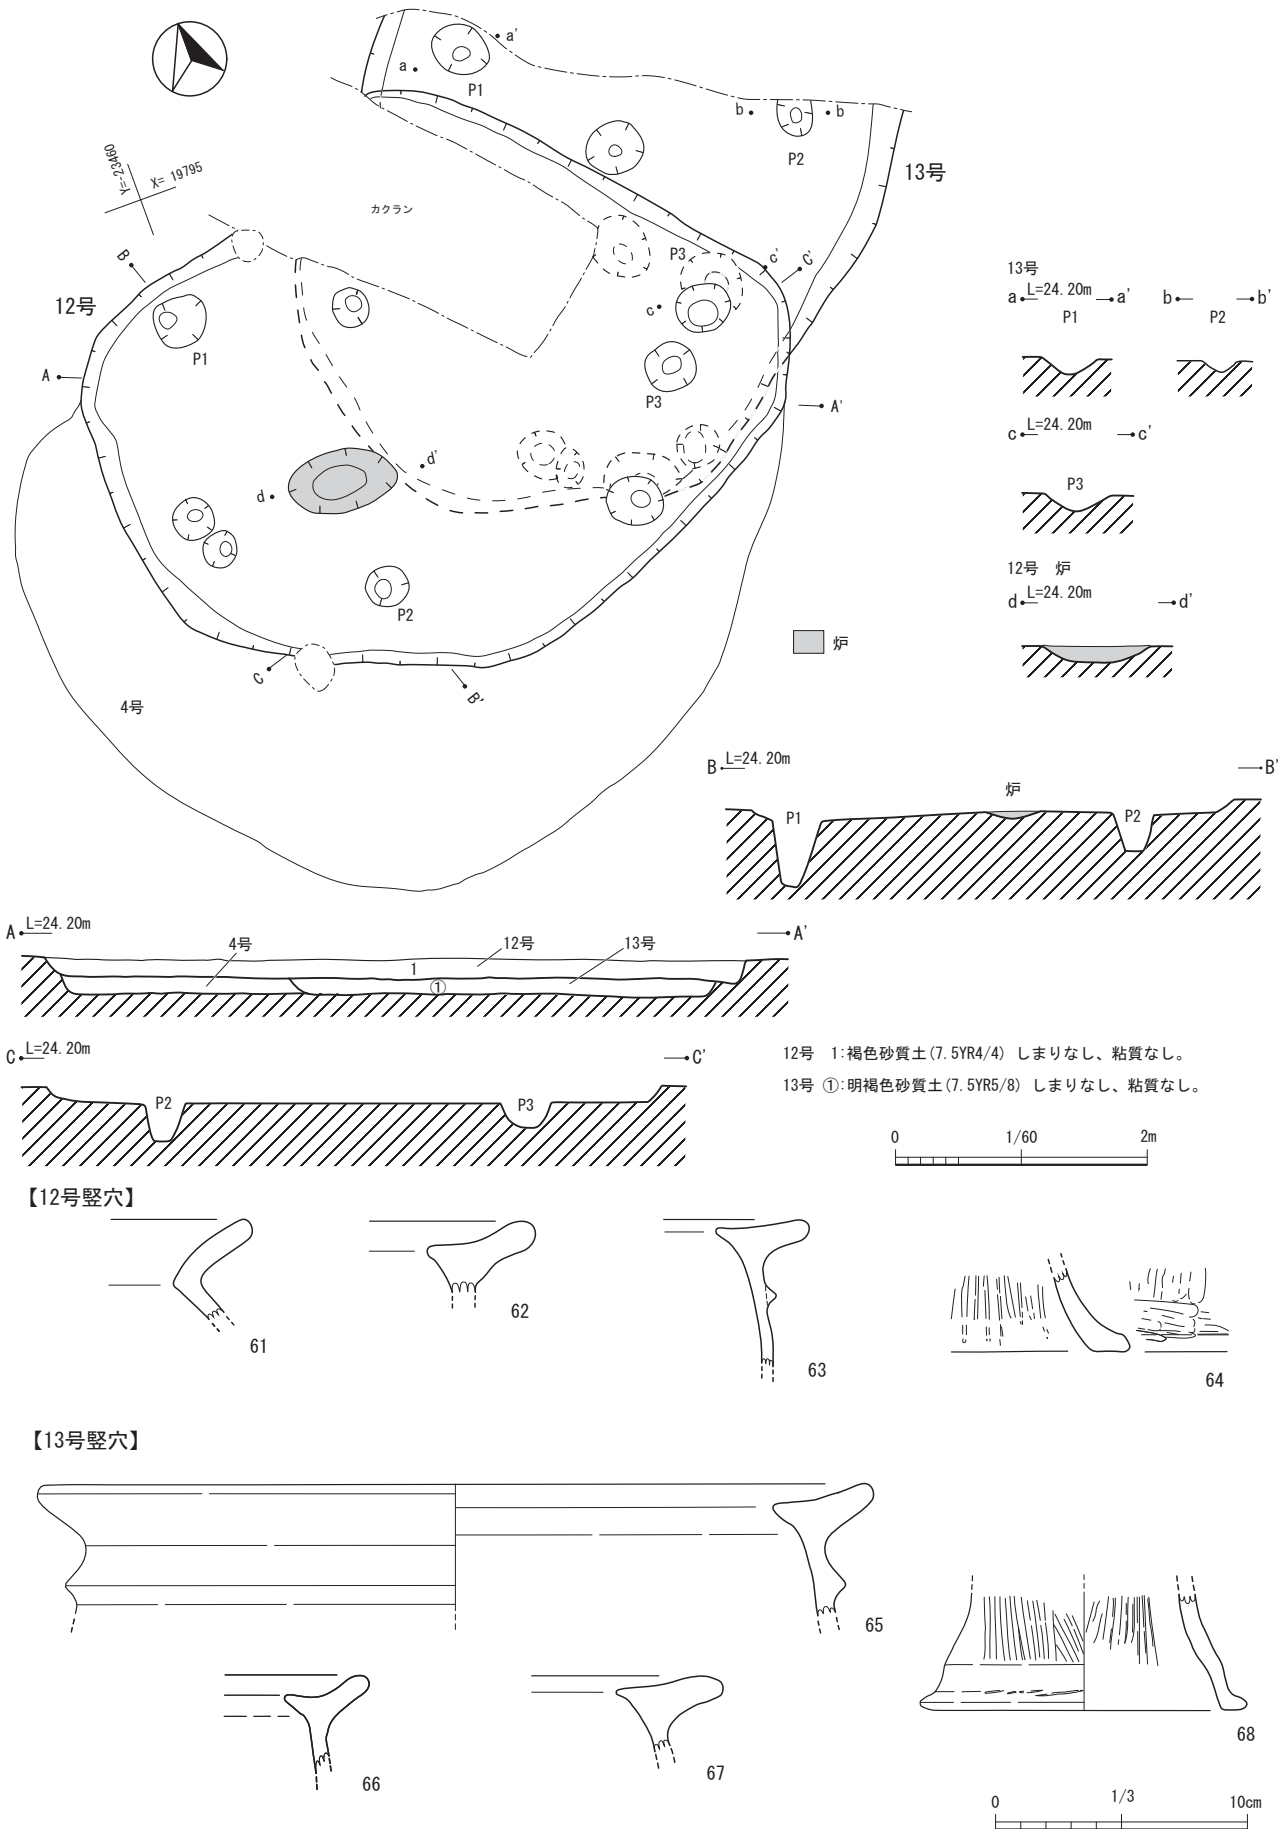 a'
a
P1
b
b
P2
13号
Y=-23460
X= 19795
カクラン
B
12号
P3
c'
C'
c
P1
A
P3
A'
d'
d
P2
C
B'
4号
炉
13号
a L=24.20m a' b b'
P1 P2
c L=24.20m c'
P3
12号 炉
d L=24.20m d'
B L=24.20m B'
炉
P1 P2
A L=24.20m A'
4号 12号 13号
1
①
C L=24.20m C'
P2 P3
12号 1:褐色砂質土(7.5YR4/4) しまりなし、粘質なし。
13号 ①:明褐色砂質土(7.5YR5/8) しまりなし、粘質なし。
0 1/60 2m
【12号竪穴】
61
62
63
64
【13号竪穴】
65
66
67
68
0 1/3 10cm